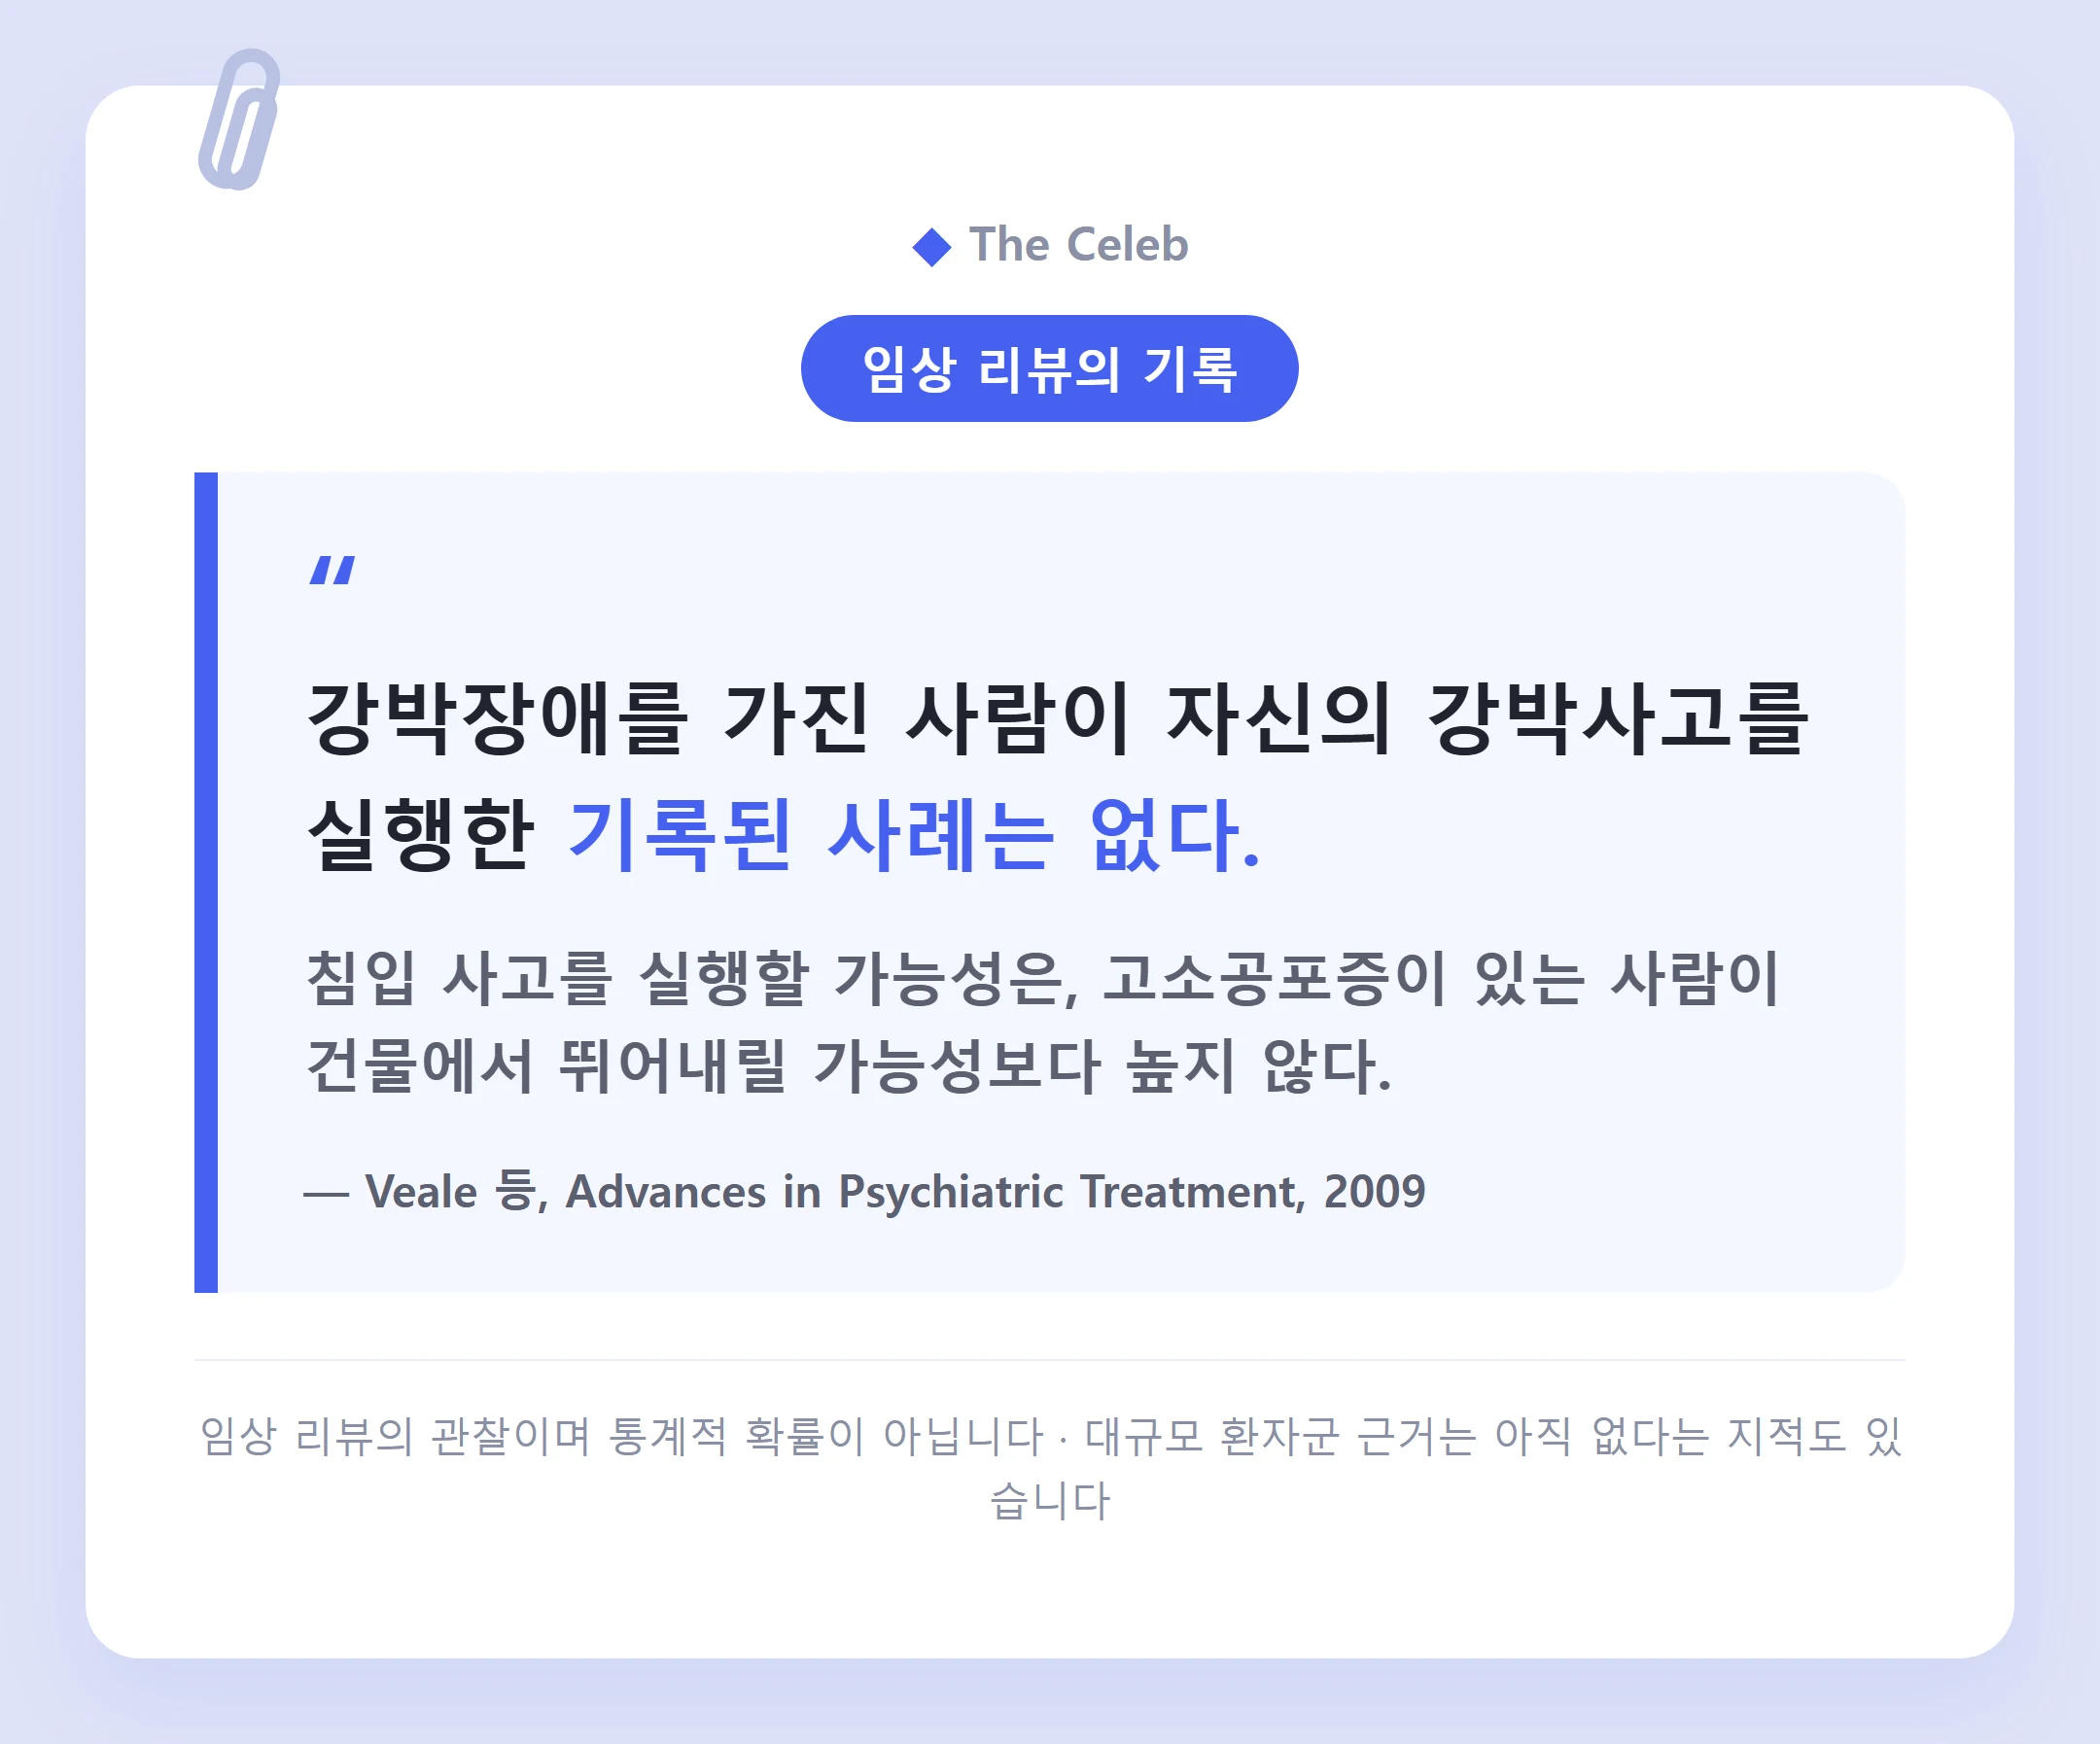 ◆ The Celeb
임상 리뷰의 기록
“
강박장애를 가진 사람이 자신의 강박사고를
실행한 기록된 사례는 없다.
침입 사고를 실행할 가능성은, 고소공포증이 있는 사람이
건물에서 뛰어내릴 가능성보다 높지 않다.
— Veale 등, Advances in Psychiatric Treatment, 2009
임상 리뷰의 관찰이며 통계적 확률이 아닙니다 · 대규모 환자군 근거는 아직 없다는 지적도 있
습니다